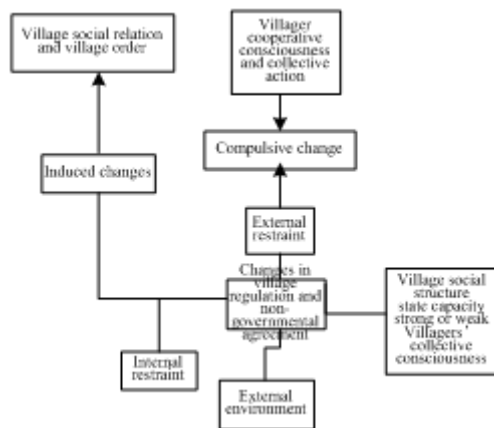 Village social relation
and village order
Villager
cooperative
consciousness
and collective
action
Compulsive change
Induced changes
External
restraint
Changes in
village
regulation and
non-
governmental
agreement
Village social
structure
state capacity
strong or weak
Villagers'
collective
consciousness
Internal
restraint
External
environment